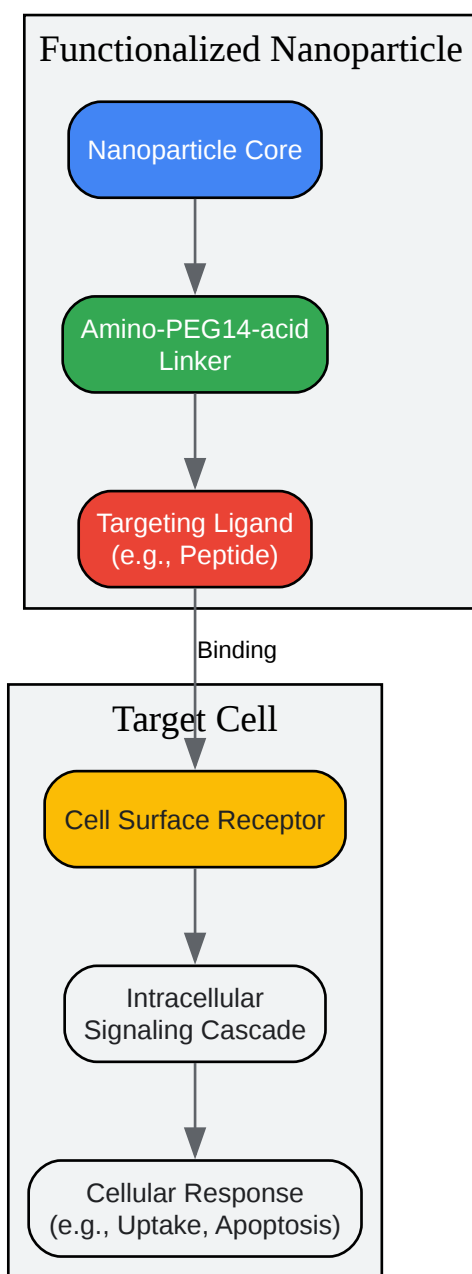 Functionalized Nanoparticle
Nanoparticle Core
Amino-PEG14-acid
Linker
Targeting Ligand
(e.g., Peptide)
Binding
Target Cell
Cell Surface Receptor
Intracellular
Signaling Cascade
Cellular Response
(e.g., Uptake, Apoptosis)